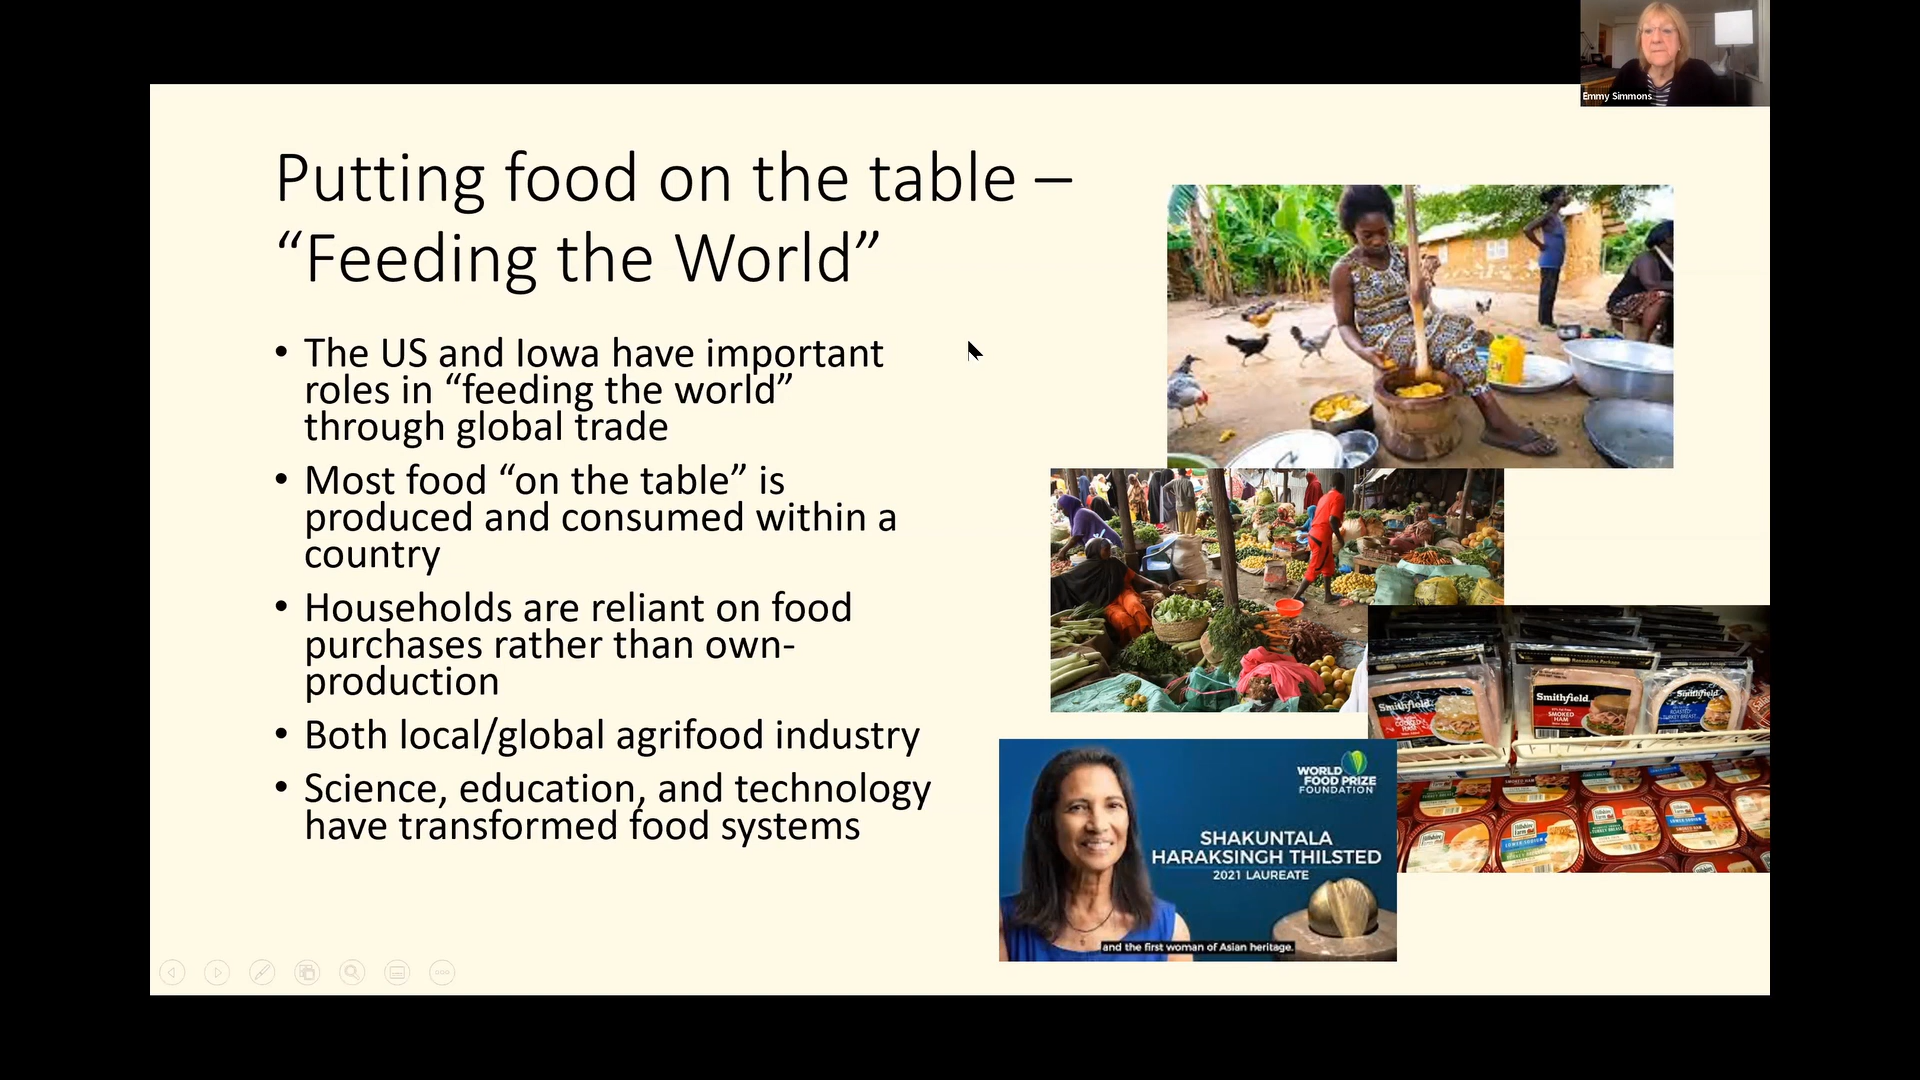 Emmy Simmons
Putting food on the table –
“Feeding the World”
• The US and Iowa have important
roles in “feeding the world”
through global trade
• Most food “on the table” is
produced and consumed within a
country
• Households are reliant on food
purchases rather than own-
production
• Both local/global agrifood industry
• Science, education, and technology
have transformed food systems
Smithfield
Smithfield
SMOKED
HAM
Smithfield
ROASTED
TURKEY BREAST
WORLD
FOOD PRIZE
FOUNDATION
SHAKUNTALA
HARAKSINGH THILSTED
2021 LAUREATE
and the first woman of Asian heritage.